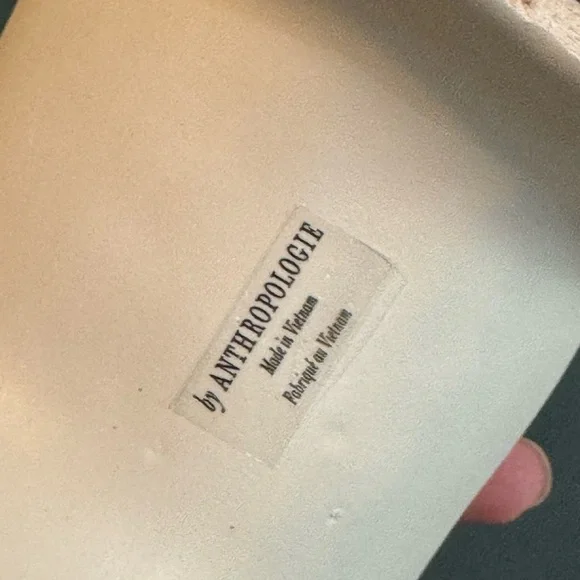 by ANTHROPOLOGIE
Made in Vietnam
Fabriqué au Vietnam